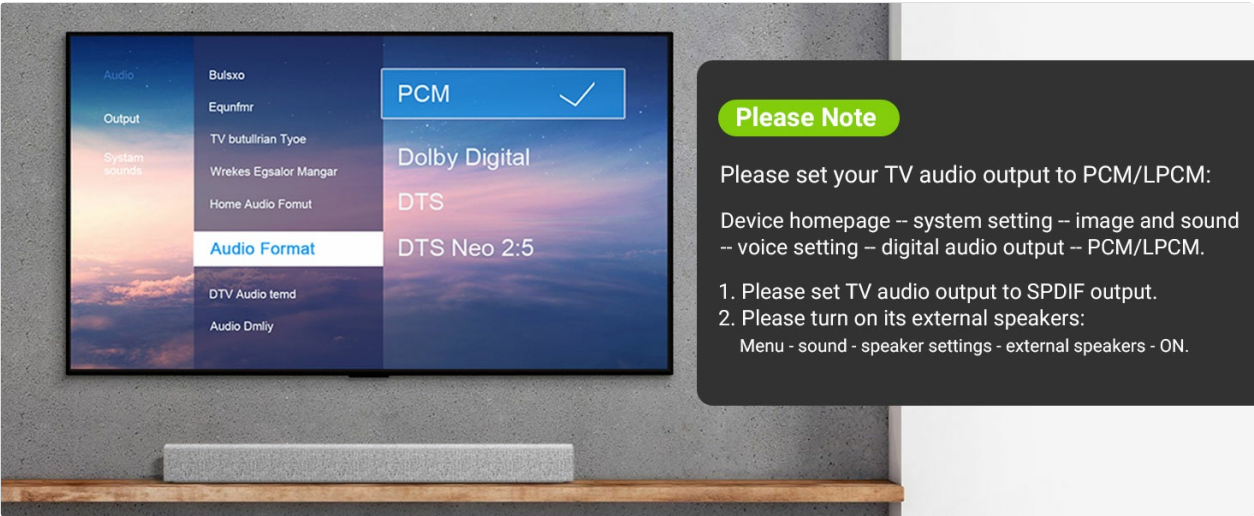 Audio
Output
Systam
sounds
Bulsxo
Equnfmr
TV butullrian Tyoe
Wrekes Egsalor Mangar
Home Audio Fomut
Audio Format
DTV Audio temd
Audio Dmliy
PCM
Dolby Digital
DTS
DTS Neo 2:5
Please Note
Please set your TV audio output to PCM/LPCM:
Device homepage -- system setting -- image and sound
-- voice setting -- digital audio output -- PCM/LPCM.
1. Please set TV audio output to SPDIF output.
2. Please turn on its external speakers:
Menu - sound - speaker settings - external speakers - ON.